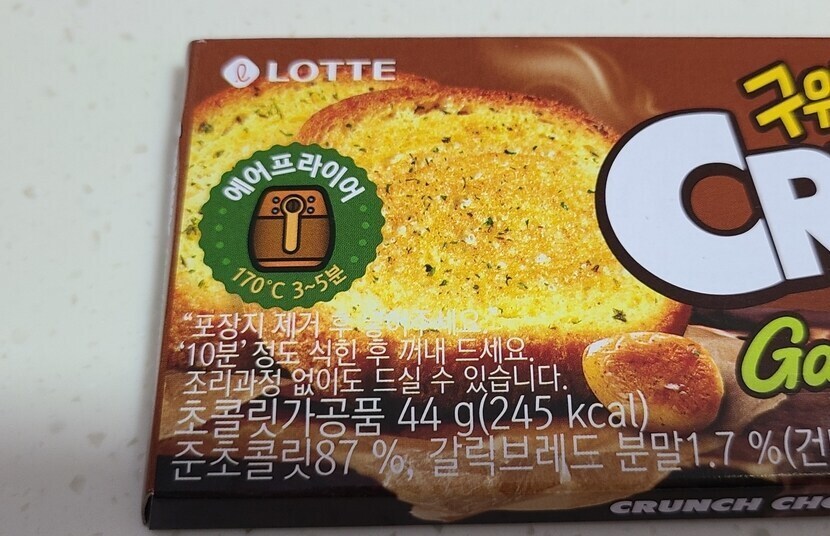 LOTTE
구워
CR
에어프라이어
170℃ 3~5분
Ga
"포장지 제거 후
'10분' 정도 식힌 후 꺼내 드세요.
조리과정 없이도 드실 수 있습니다.
초콜릿가공품 44 g(245 kcal)
준초콜릿87 %, 갈릭브레드 분말1.7 %(건
CRUNCH CHO